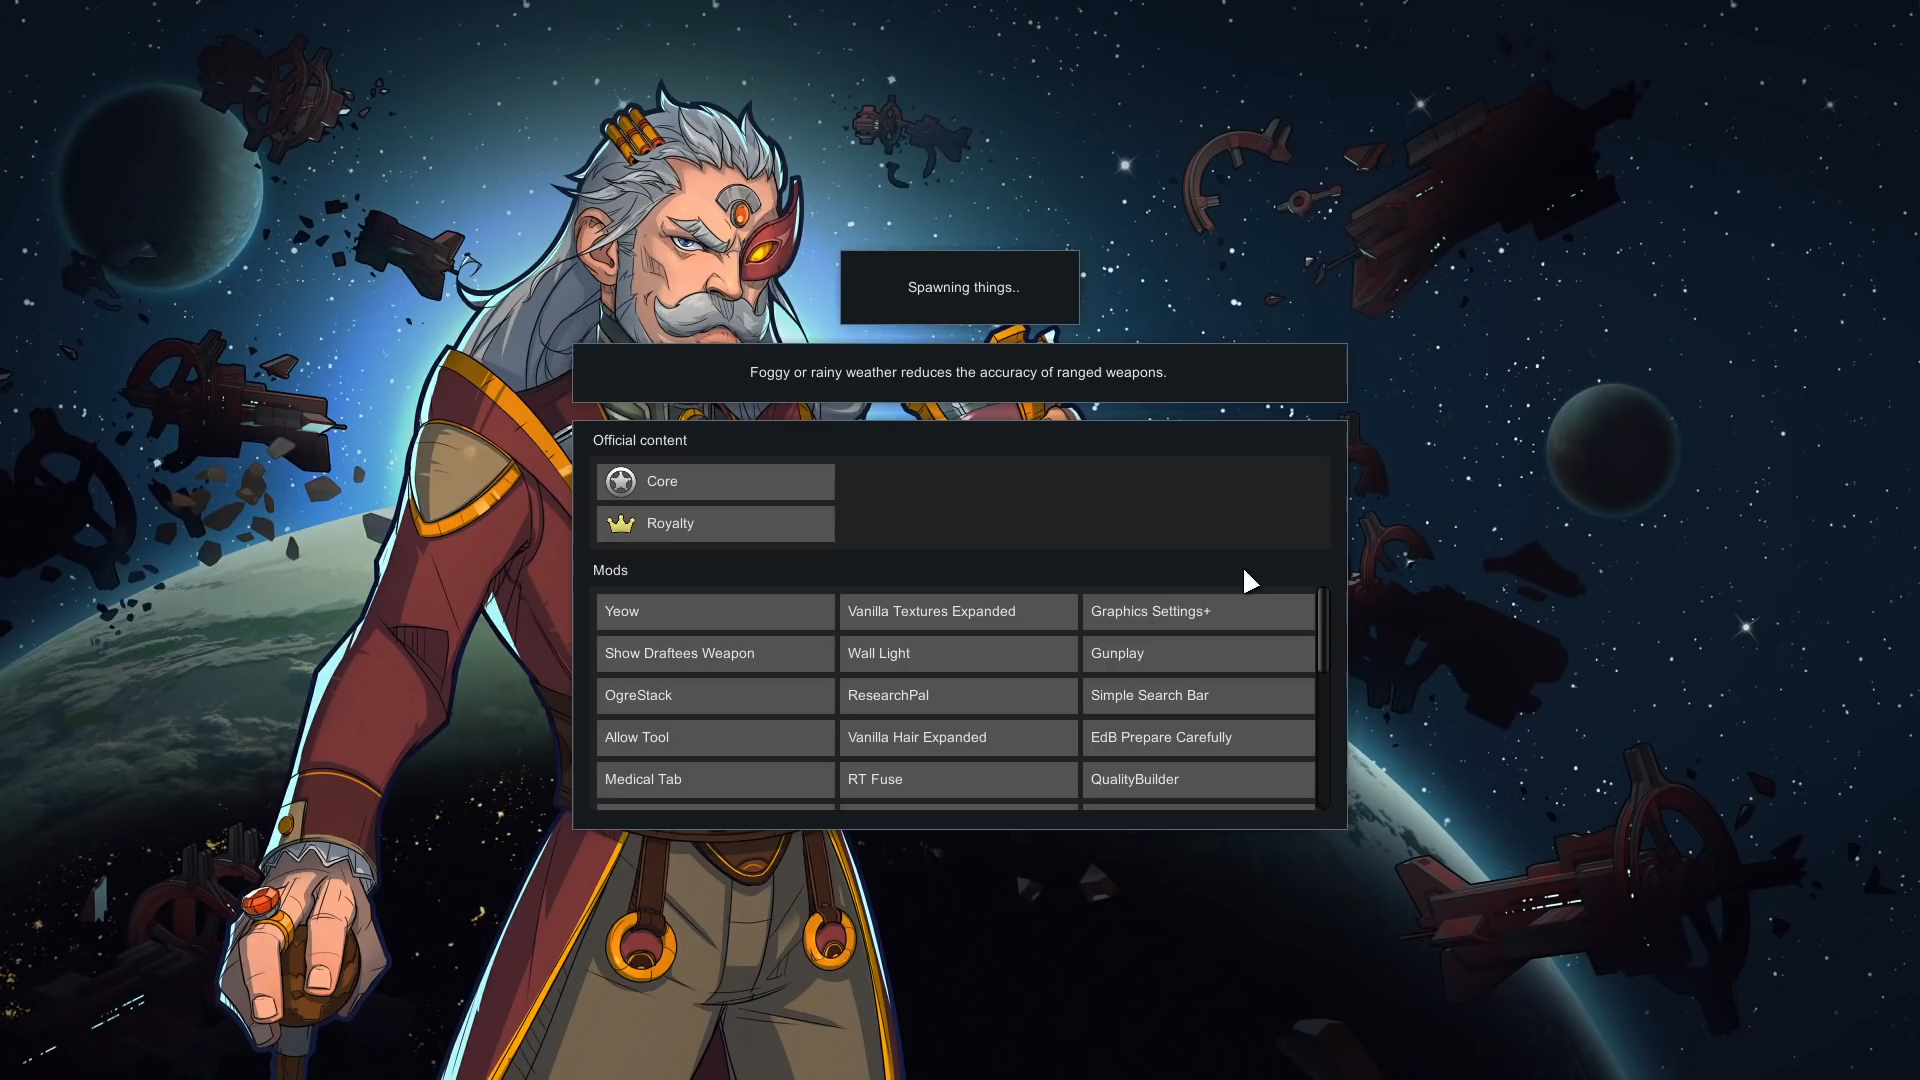 Spawning things..
Foggy or rainy weather reduces the accuracy of ranged weapons.
Official content
Core
Royalty
Mods
Yeow
Vanilla Textures Expanded
Graphics Settings+
Show Draftees Weapon
Wall Light
Gunplay
OgreStack
ResearchPal
Simple Search Bar
Allow Tool
Vanilla Hair Expanded
EdB Prepare Carefully
Medical Tab
RT Fuse
QualityBuilder